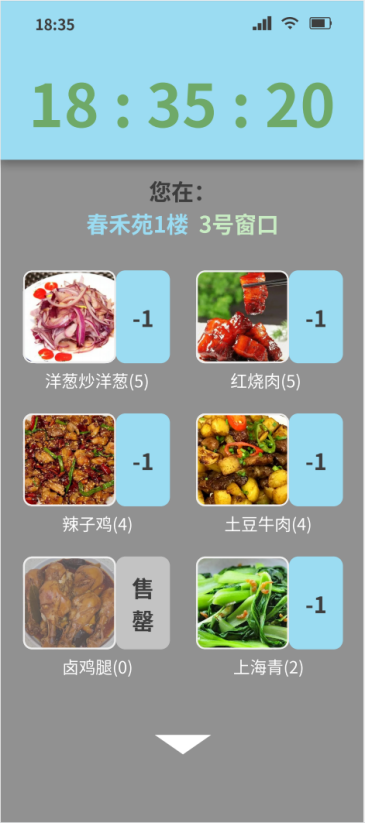 18:35
18 : 35 : 20
您在：
春禾苑1楼 3号窗口
-1 -1
洋葱炒洋葱(5) 红烧肉(5)
-1 -1
辣子鸡(4) 土豆牛肉(4)
售罄 -1
卤鸡腿(0) 上海青(2)